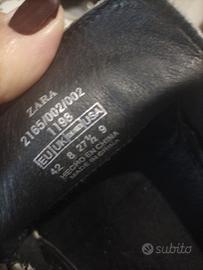 ZARA
2165/002/002
1198
EU UK USA
42 8 27½ 9
HECHO EN CHINA
MADE IN CHINA
subito